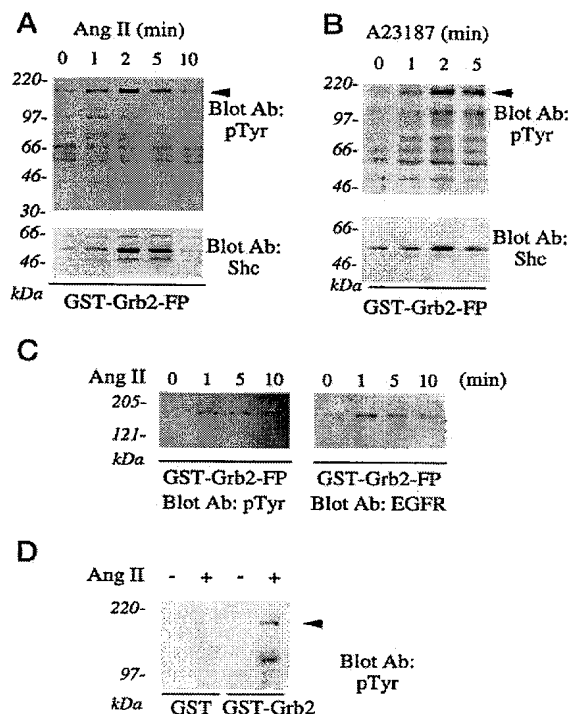 A
Ang II (min)
0 1 2 5 10
220-
97-
66-
46-
30-
Blot Ab:
pTyr
66-
46-
kDa
Blot Ab:
Shc
GST-Grb2-FP
B
A23187 (min)
0 1 2 5
220-
97-
66-
46-
Blot Ab:
pTyr
66-
46-
kDa
Blot Ab:
Shc
GST-Grb2-FP
C
Ang II 0 1 5 10 0 1 5 10 (min)
205-
121-
kDa
GST-Grb2-FP GST-Grb2-FP
Blot Ab: pTyr Blot Ab: EGFR
D
Ang II - + - +
220-
97-
kDa
Blot Ab:
pTyr
GST GST-Grb2